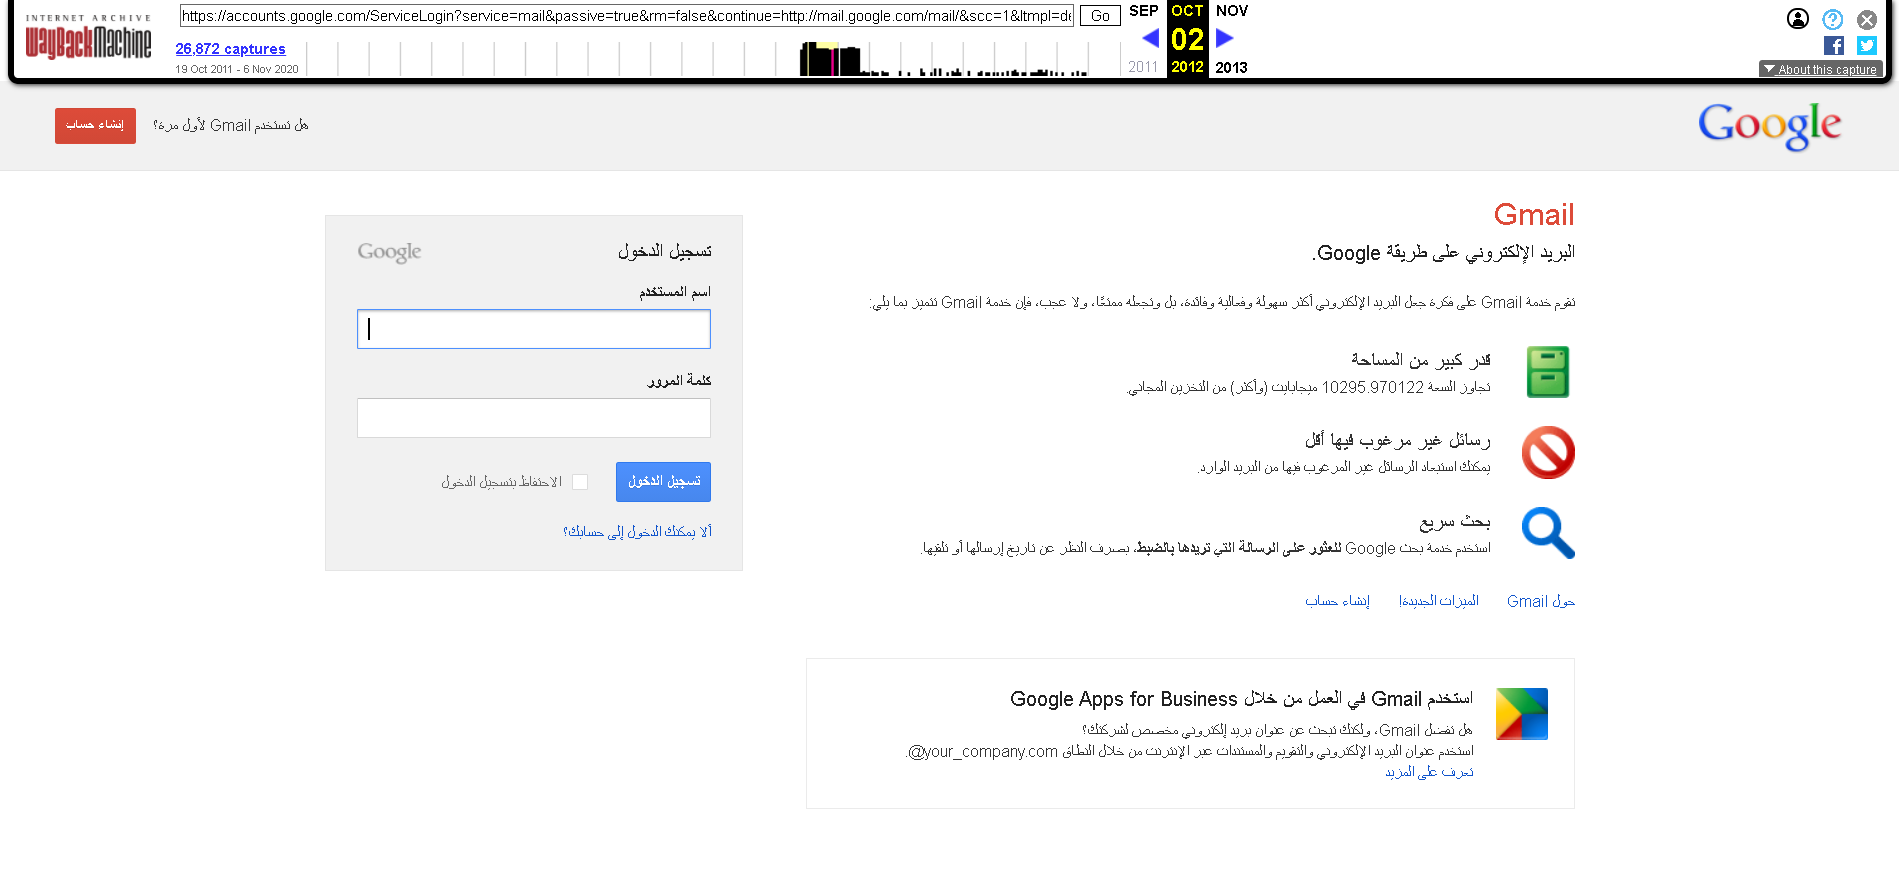 INTERNET ARCHIVE
WayBackMachine
https://accounts.google.com/ServiceLogin?service=mail&passive=true&rm=false&continue=http://mail.google.com/mail/&scc=1&ltmpl=de
Go
26,872 captures
19 Oct 2011 - 6 Nov 2020
SEP OCT NOV
02
2011 2012 2013
About this capture
Google
هل تستخدم Gmail لأول مرة؟
إنشاء حساب
Gmail
البريد الإلكتروني على طريقة Google.
تقوم خدمة Gmail على فكرة جعل البريد الإلكتروني أكثر سهولة وفعالية وفائدة، بل وتجعله ممتعًا، ولا عجب، فإن خدمة Gmail تتميز بما يلي:
قدر كبير من المساحة
تجاوز السعة 10295.970122 ميجابايت (وأكثر) من التخزين المجاني.
رسائل غير مرغوب فيها أقل
يمكنك استبعاد الرسائل غير المرغوب فيها من البريد الوارد.
بحث سريع
استخدم خدمة بحث Google للعثور على الرسالة التي تريدها بالضبط، بصرف النظر عن تاريخ إرسالها أو تلقيها.
حول Gmail
الميزات الجديدة!
إنشاء حساب
استخدم Gmail في العمل من خلال Google Apps for Business
هل تفضل Gmail، ولكنك تبحث عن عنوان بريد إلكتروني مخصص لشركتك؟
استخدم عنوان البريد الإلكتروني والتقويم والمستندات عبر الإنترنت من خلال النطاق @your_company.com.
تعرف على المزيد
تسجيل الدخول
Google
اسم المستخدم
كلمة المرور
تسجيل الدخول
الاحتفاظ بتسجيل الدخول
ألا يمكنك الدخول إلى حسابك؟